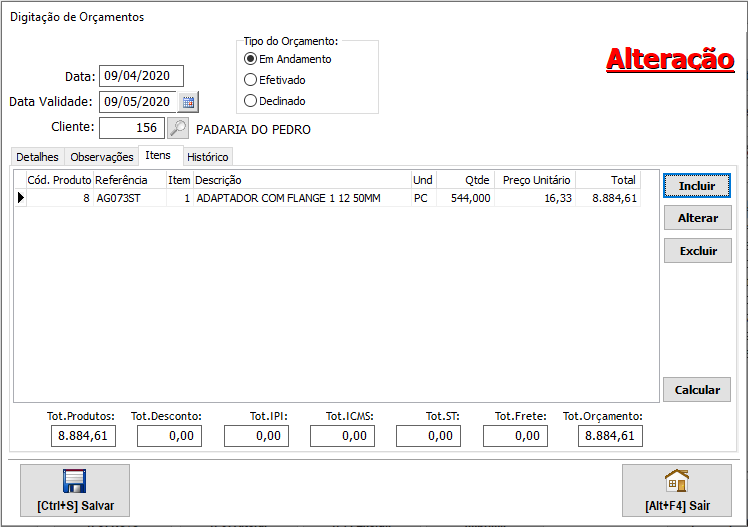 Digitação de Orçamentos
Tipo do Orçamento:
Em Andamento
Efetivado
Declinado
Alteração
Data: 09/04/2020
Data Validade: 09/05/2020
Cliente: 156 PADARIA DO PEDRO
Detalhes Observações Itens Histórico
Cód. Produto Referência Item Descrição Und Qtde Preço Unitário Total
8 AG073ST 1 ADAPTADOR COM FLANGE 1 12 50MM PC 544,000 16,33 8.884,61
Incluir
Alterar
Excluir
Calcular
Tot.Produtos: Tot.Desconto: Tot.IPI: Tot.ICMS: Tot.ST: Tot.Frete: Tot.Orçamento:
8.884,61 0,00 0,00 0,00 0,00 0,00 8.884,61
[Ctrl+S] Salvar [Alt+F4] Sair